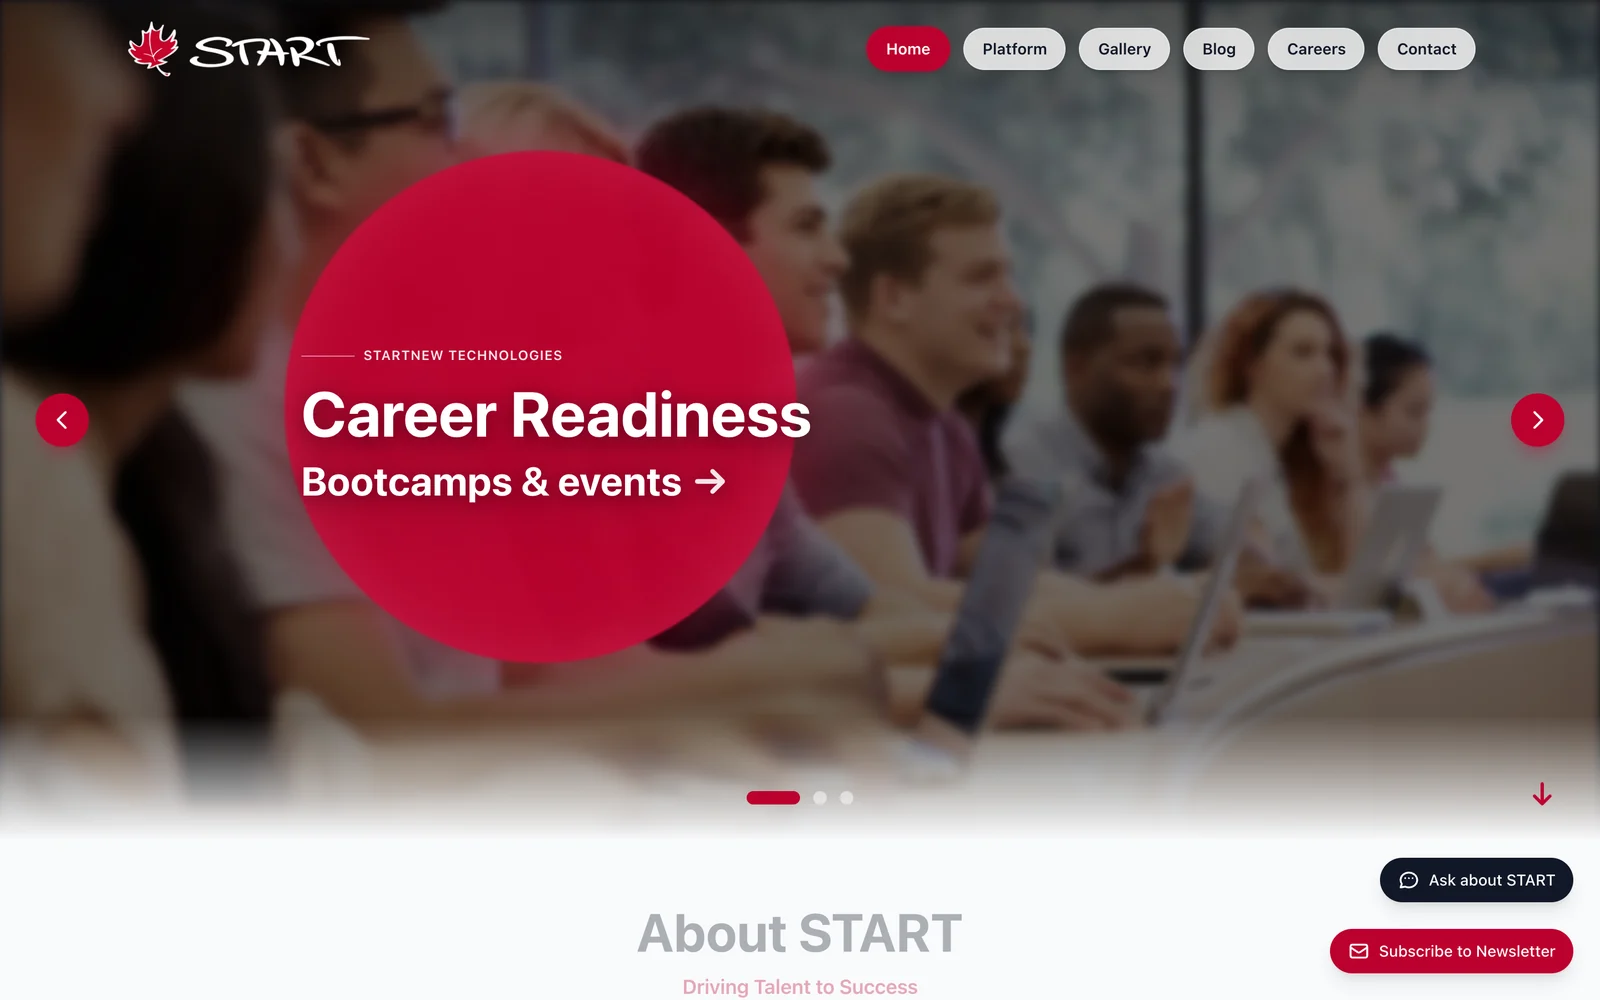 START
Home
Platform
Gallery
Blog
Careers
Contact
STARTNEW TECHNOLOGIES
Career Readiness
Bootcamps & events →
About START
Driving Talent to Success
Ask about START
Subscribe to Newsletter